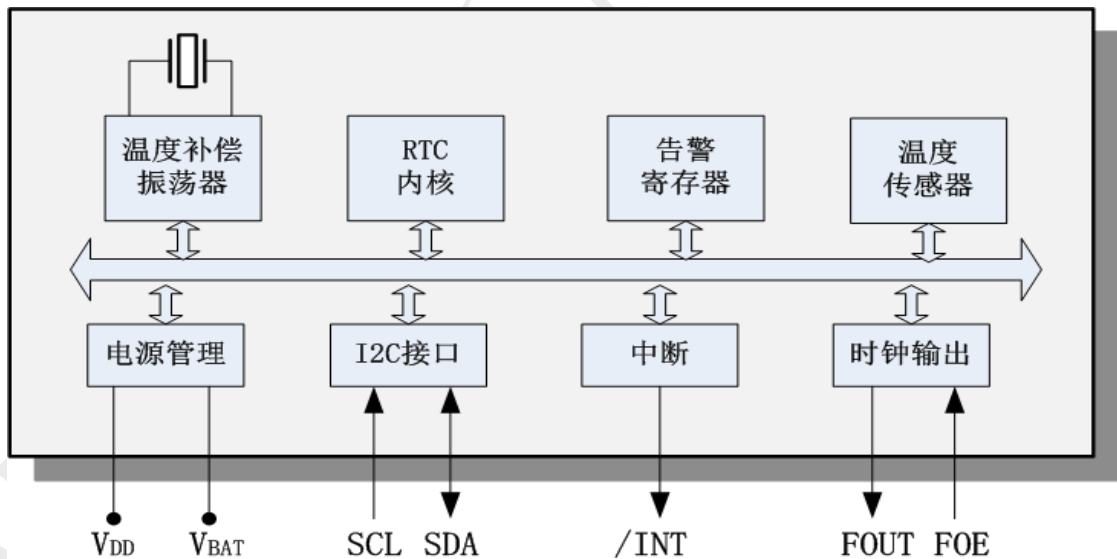 温度补偿
振荡器
RTC
内核
告警
寄存器
温度
传感器
电源管理
I2C接口
中断
时钟输出
VDD VBAT SCL SDA /INT FOUT FOE